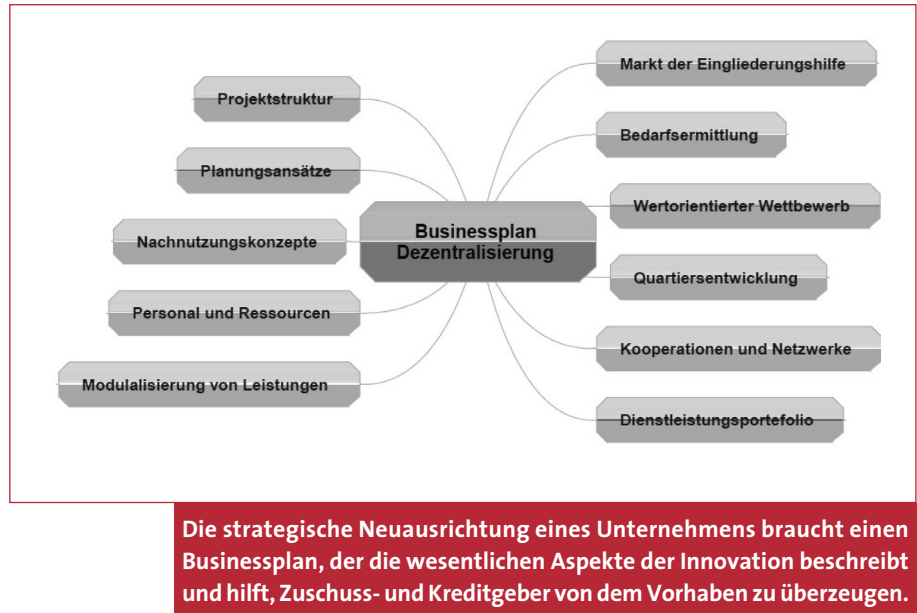 Projektstruktur
Planungsansätze
Nachnutzungskonzepte
Personal und Ressourcen
Modulalisierung von Leistungen
Businessplan
Dezentralisierung
Markt der Eingliederungshilfe
Bedarfsermittlung
Wertorientierter Wettbewerb
Quartiersentwicklung
Kooperationen und Netzwerke
Dienstleistungsportefolio
Die strategische Neuausrichtung eines Unternehmens braucht einen
Businessplan, der die wesentlichen Aspekte der Innovation beschreibt
und hilft, Zuschuss- und Kreditgeber von dem Vorhaben zu überzeugen.